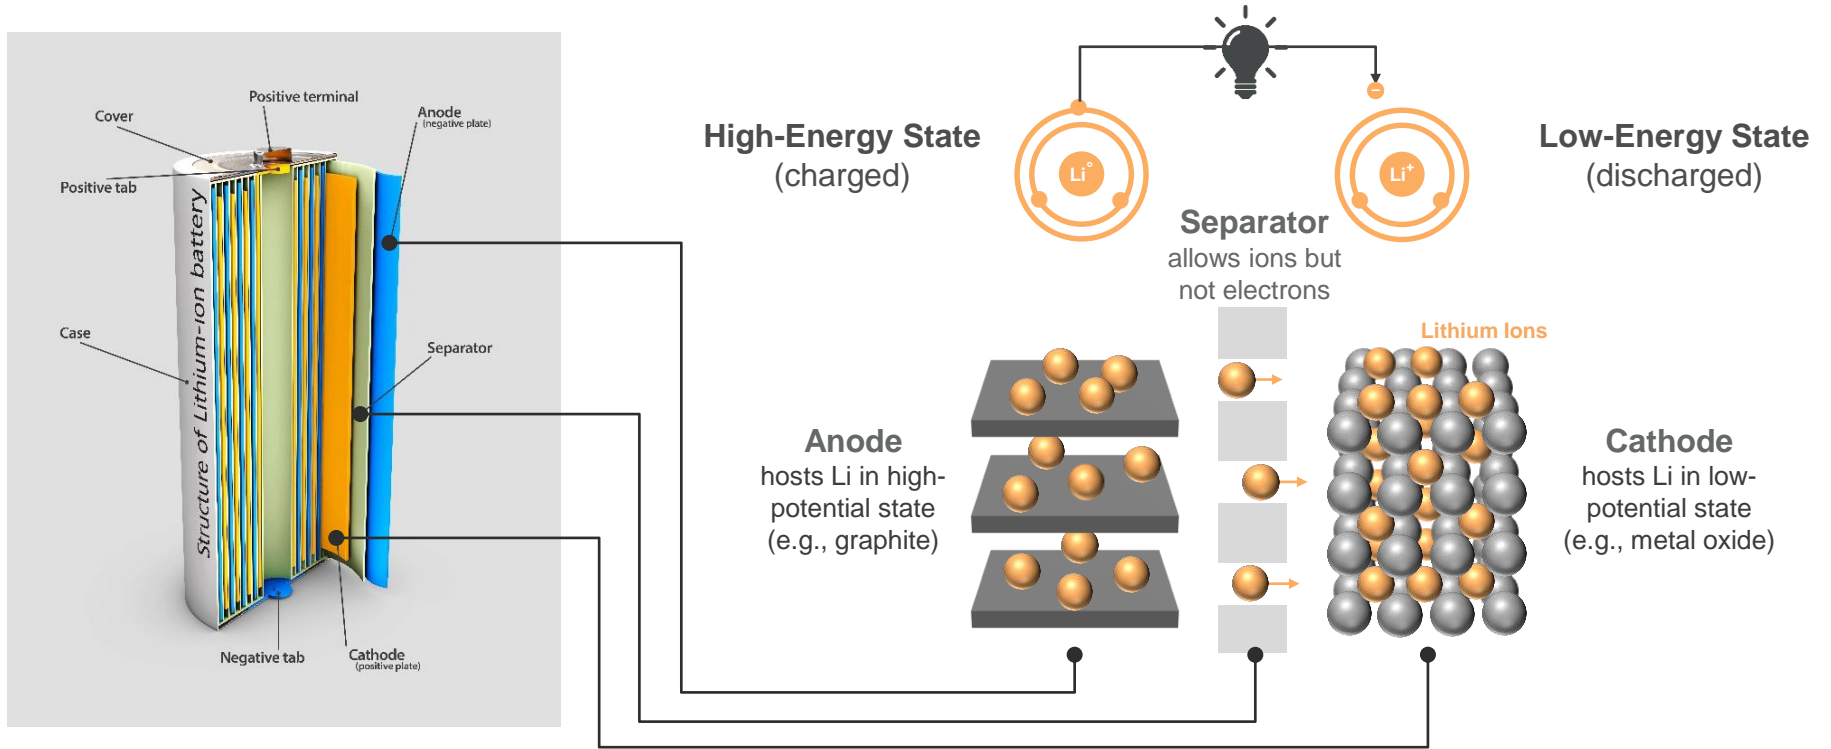 Positive terminal
Cover
Anode
(negative plate)
Positive tab
Structure of Lithium-ion battery
Case
Separator
Negative tab
Cathode
(positive plate)
High-Energy State
(charged)
Li°
−
Li+
Low-Energy State
(discharged)
Separator
allows ions but
not electrons
Lithium Ions
Anode
hosts Li in high-
potential state
(e.g., graphite)
Cathode
hosts Li in low-
potential state
(e.g., metal oxide)